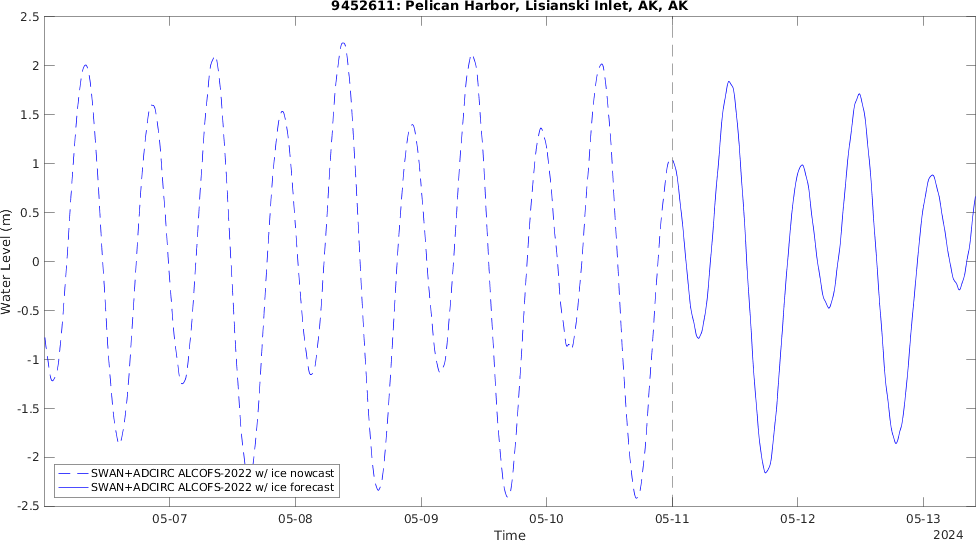 9452611: Pelican Harbor, Lisianski Inlet, AK, AK
Water Level (m)
2.5
2
1.5
1
0.5
0
-0.5
-1
-1.5
-2
-2.5
SWAN+ADCIRC ALCOFS-2022 w/ ice nowcast
SWAN+ADCIRC ALCOFS-2022 w/ ice forecast
05-07 05-08 05-09 05-10 05-11 05-12 05-13
Time
2024